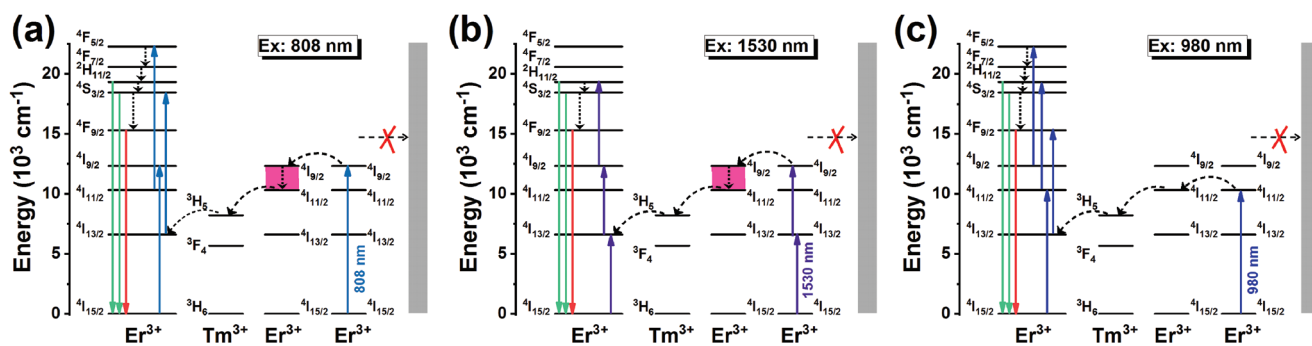 (a)
Ex: 808 nm
Energy (10³ cm⁻¹)
20
15
10
5
0
⁴F₅/₂
⁴F₇/₂
²H₁₁/₂
⁴S₃/₂
⁴F₉/₂
⁴I₉/₂
⁴I₁₁/₂
⁴I₁₃/₂
⁴I₁₅/₂
³H₅
³F₄
³H₆
⁴I₉/₂
⁴I₁₁/₂
⁴I₁₃/₂
⁴I₁₅/₂
⁴I₉/₂
⁴I₁₁/₂
⁴I₁₃/₂
⁴I₁₅/₂
808 nm
Er³⁺ Tm³⁺ Er³⁺ Er³⁺
(b)
Ex: 1530 nm
Energy (10³ cm⁻¹)
20
15
10
5
0
⁴F₅/₂
⁴F₇/₂
²H₁₁/₂
⁴S₃/₂
⁴F₉/₂
⁴I₉/₂
⁴I₁₁/₂
⁴I₁₃/₂
⁴I₁₅/₂
³H₅
³F₄
³H₆
⁴I₉/₂
⁴I₁₁/₂
⁴I₁₃/₂
⁴I₁₅/₂
⁴I₉/₂
⁴I₁₁/₂
⁴I₁₃/₂
⁴I₁₅/₂
1530 nm
Er³⁺ Tm³⁺ Er³⁺ Er³⁺
(c)
Ex: 980 nm
Energy (10³ cm⁻¹)
20
15
10
5
0
⁴F₅/₂
⁴F₇/₂
²H₁₁/₂
⁴S₃/₂
⁴F₉/₂
⁴I₉/₂
⁴I₁₁/₂
⁴I₁₃/₂
⁴I₁₅/₂
³H₅
³F₄
³H₆
⁴I₉/₂
⁴I₁₁/₂
⁴I₁₃/₂
⁴I₁₅/₂
⁴I₉/₂
⁴I₁₁/₂
⁴I₁₃/₂
⁴I₁₅/₂
980 nm
Er³⁺ Tm³⁺ Er³⁺ Er³⁺